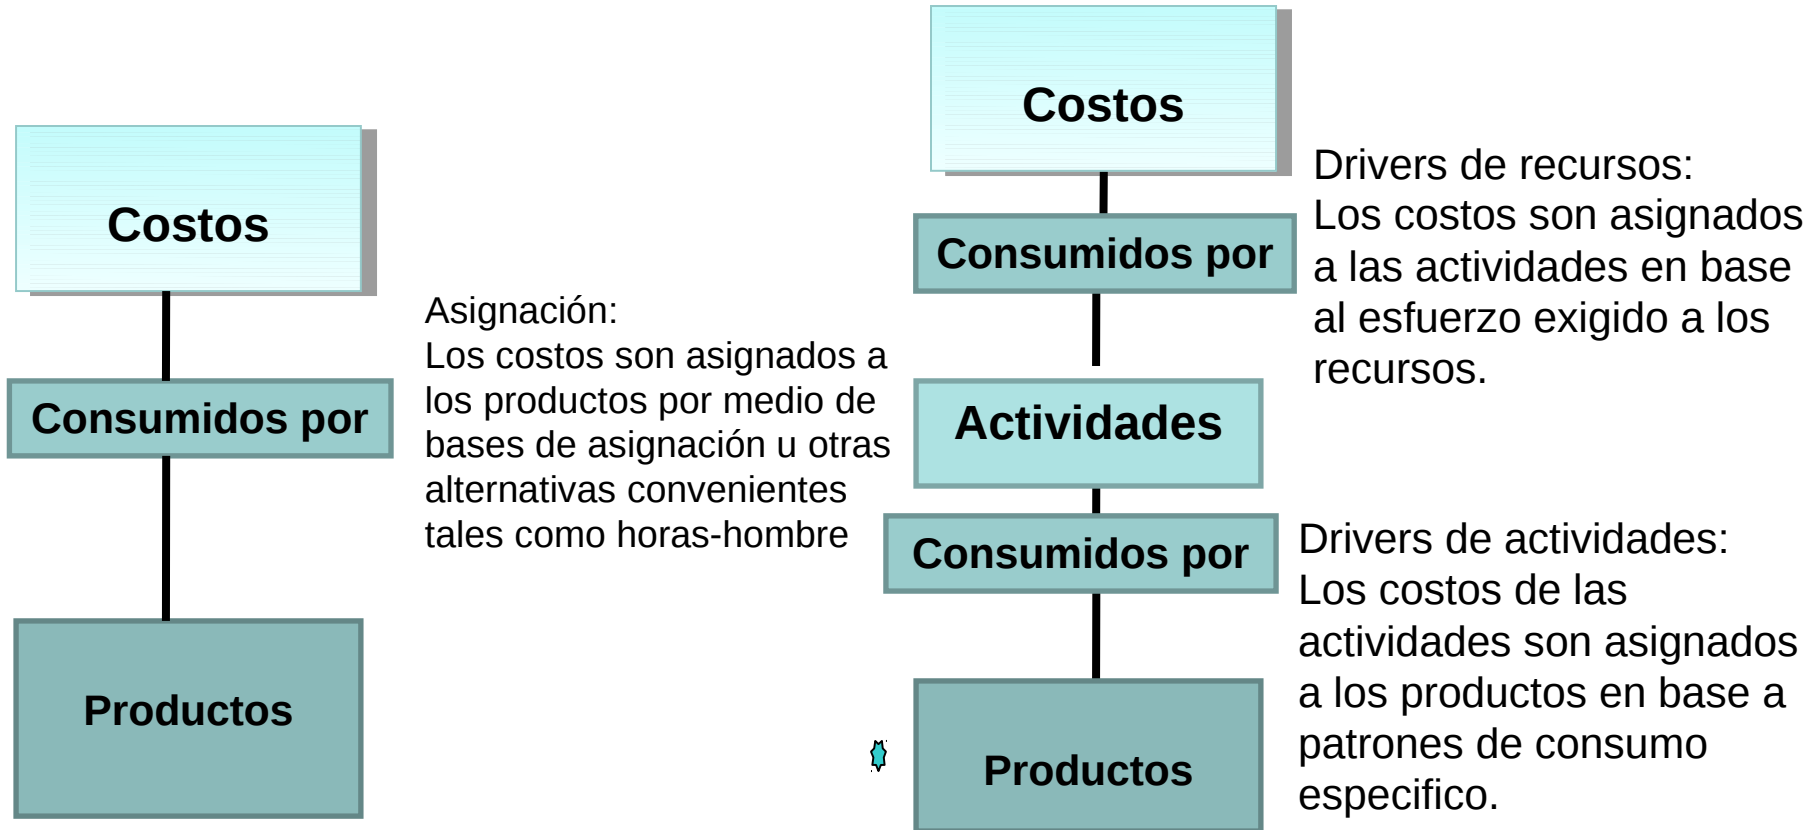 Costos
Consumidos por
Productos
Asignación:
Los costos son asignados a
los productos por medio de
bases de asignación u otras
alternativas convenientes
tales como horas-hombre
Costos
Consumidos por
Actividades
Consumidos por
Productos
Drivers de recursos:
Los costos son asignados
a las actividades en base
al esfuerzo exigido a los
recursos.
Drivers de actividades:
Los costos de las
actividades son asignados
a los productos en base a
patrones de consumo
especifico.